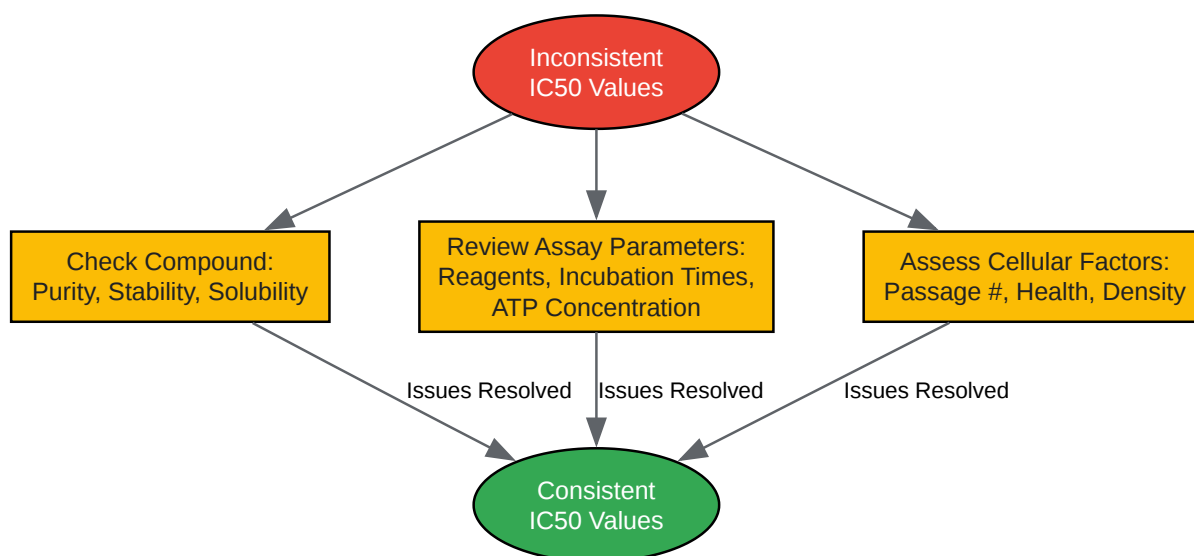 Inconsistent
IC50 Values
Check Compound:
Purity, Stability, Solubility
Review Assay Parameters:
Reagents, Incubation Times,
ATP Concentration
Assess Cellular Factors:
Passage #, Health, Density
Issues Resolved
Issues Resolved
Issues Resolved
Consistent
IC50 Values